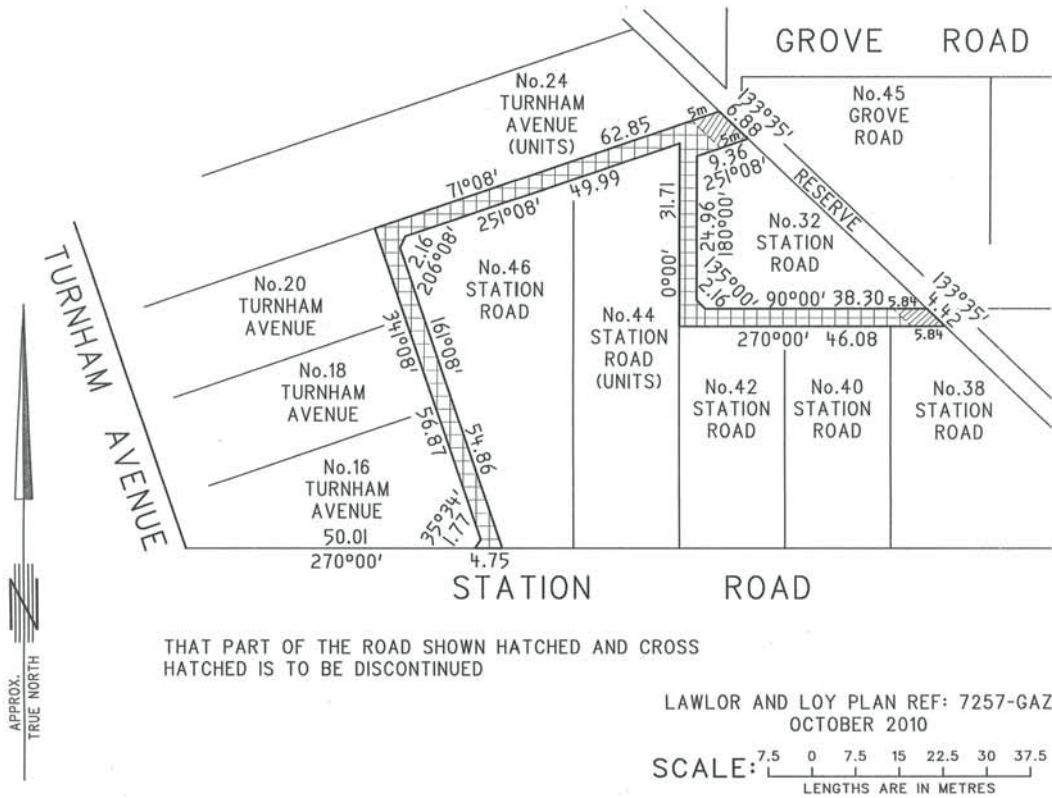 GROVE ROAD
No.24
TURNHAM
AVENUE
(UNITS)
No.45
GROVE
ROAD
133°35'
6.88
5m
5m
62.85
71°08'
49.99
251°08'
9.36
251°08'
RESERVE
31.71
0°00'
24.96
180°00'
No.32
STATION
ROAD
2.16
206°08'
No.46
STATION
ROAD
TURNHAM AVENUE
No.20
TURNHAM
AVENUE
135°00'
2.16
90°00' 38.30
5.84
133°35'
4.42
341°08'
161°08'
No.44
STATION
ROAD
(UNITS)
270°00' 46.08
5.84
No.18
TURNHAM
AVENUE
No.42
STATION
ROAD
No.40
STATION
ROAD
No.38
STATION
ROAD
56.87
54.86
No.16
TURNHAM
AVENUE
35°34'
1.77
50.01
270°00'
4.75
STATION ROAD
N
APPROX.
TRUE NORTH
THAT PART OF THE ROAD SHOWN HATCHED AND CROSS
HATCHED IS TO BE DISCONTINUED
LAWLOR AND LOY PLAN REF: 7257-GAZ
OCTOBER 2010
SCALE: 7.5 0 7.5 15 22.5 30 37.5
LENGTHS ARE IN METRES